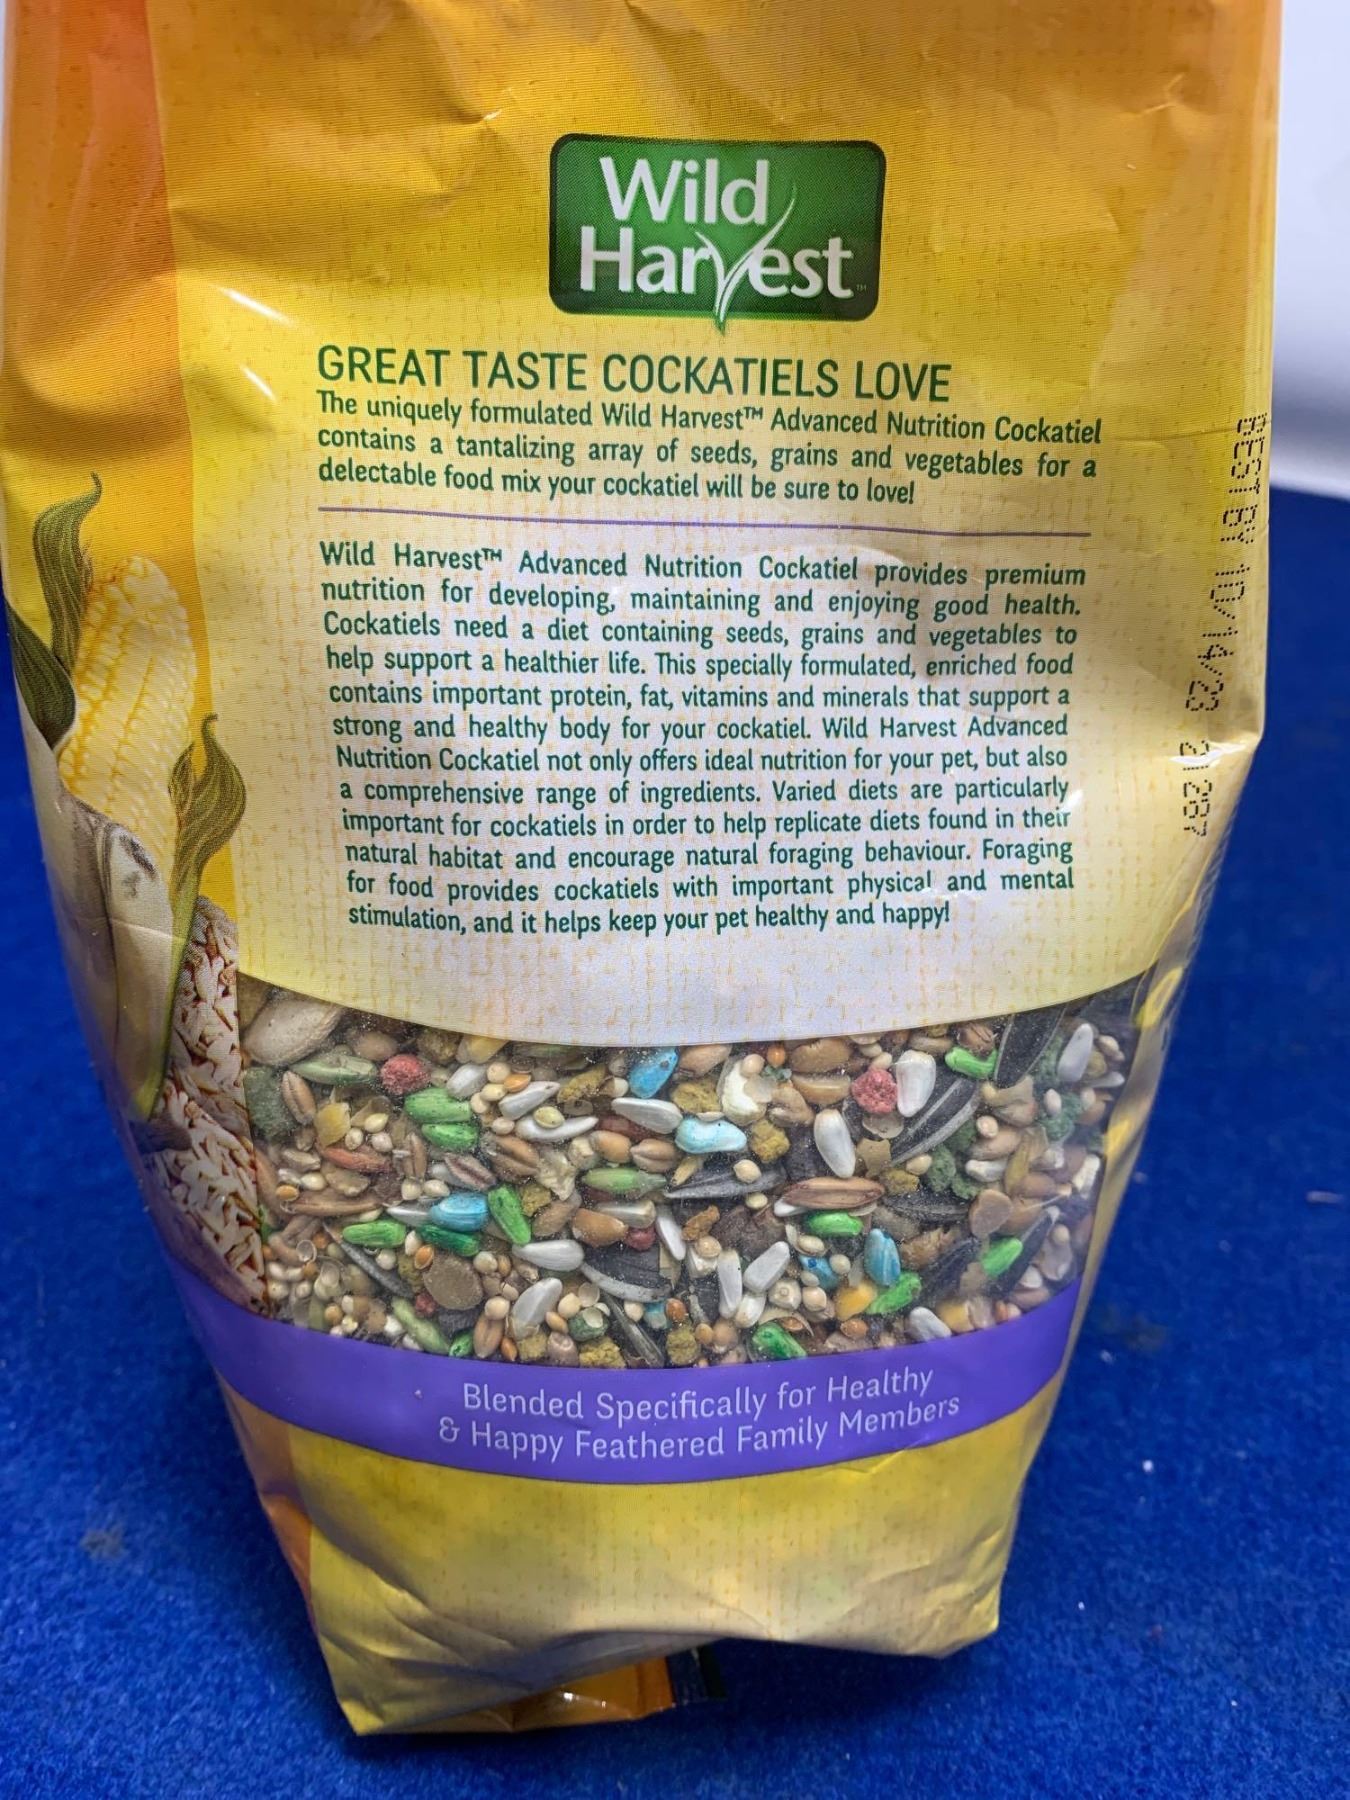 Wild
Harvest™
GREAT TASTE COCKATIELS LOVE
The uniquely formulated Wild Harvest™ Advanced Nutrition Cockatiel
contains a tantalizing array of seeds, grains and vegetables for a
delectable food mix your cockatiel will be sure to love!
Wild Harvest™ Advanced Nutrition Cockatiel provides premium
nutrition for developing, maintaining and enjoying good health.
Cockatiels need a diet containing seeds, grains and vegetables to
help support a healthier life. This specially formulated, enriched food
contains important protein, fat, vitamins and minerals that support a
strong and healthy body for your cockatiel. Wild Harvest Advanced
Nutrition Cockatiel not only offers ideal nutrition for your pet, but also
a comprehensive range of ingredients. Varied diets are particularly
important for cockatiels in order to help replicate diets found in their
natural habitat and encourage natural foraging behaviour. Foraging
for food provides cockatiels with important physical and mental
stimulation, and it helps keep your pet healthy and happy!
BEST BY 10/14/23 21287
Blended Specifically for Healthy
& Happy Feathered Family Members